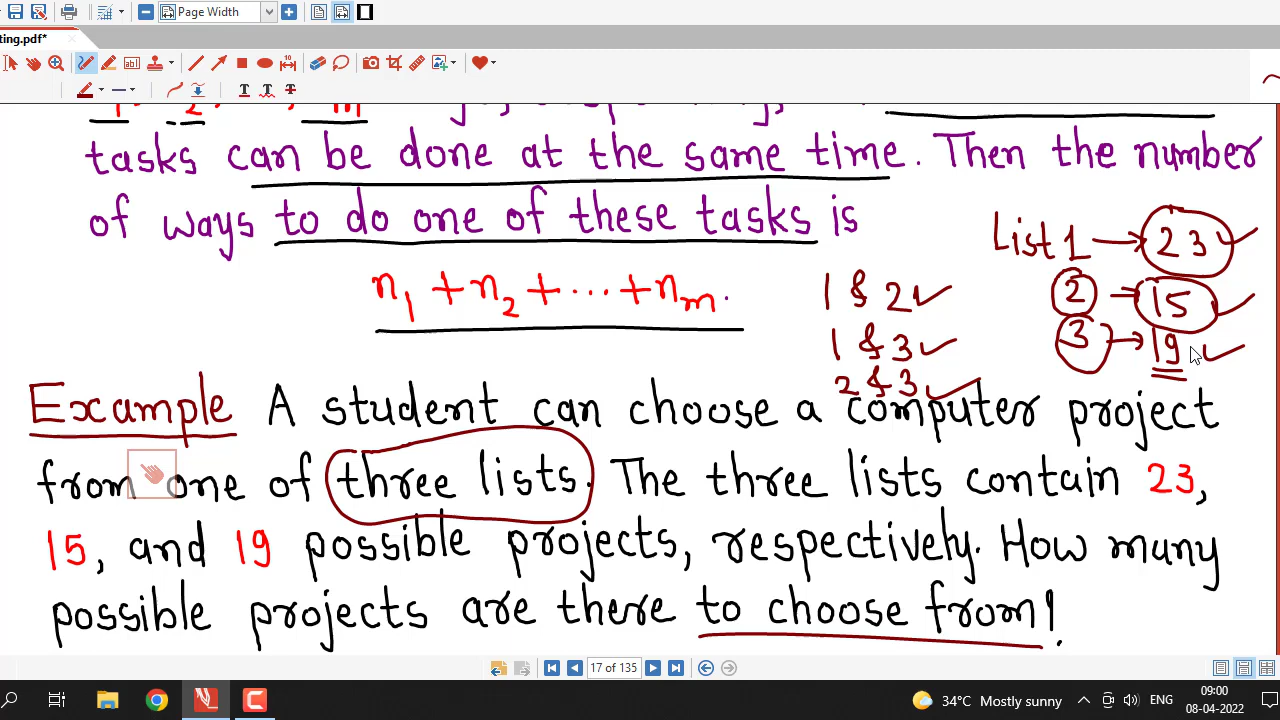 Page Width
ting.pdf*
tasks can be done at the same time. Then the number
of ways to do one of these tasks is
n1 + n2 + ... + nm.
List 1 → 23
2 → 15
3 → 19
1 & 2 ✓
1 & 3 ✓
2 & 3 ✓
Example A student can choose a computer project
from one of three lists. The three lists contain 23,
15, and 19 possible projects, respectively. How many
possible projects are there to choose from!
17 of 135
34°C Mostly sunny
ENG
09:00
08-04-2022